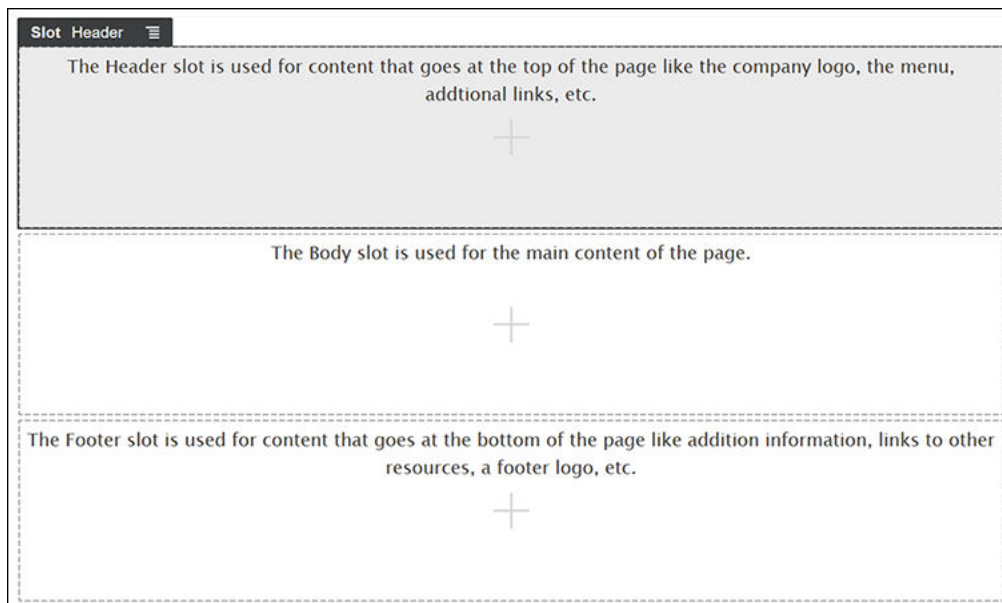 Slot Header
The Header slot is used for content that goes at the top of the page like the company logo, the menu,
addtional links, etc.
The Body slot is used for the main content of the page.
The Footer slot is used for content that goes at the bottom of the page like addition information, links to other
resources, a footer logo, etc.